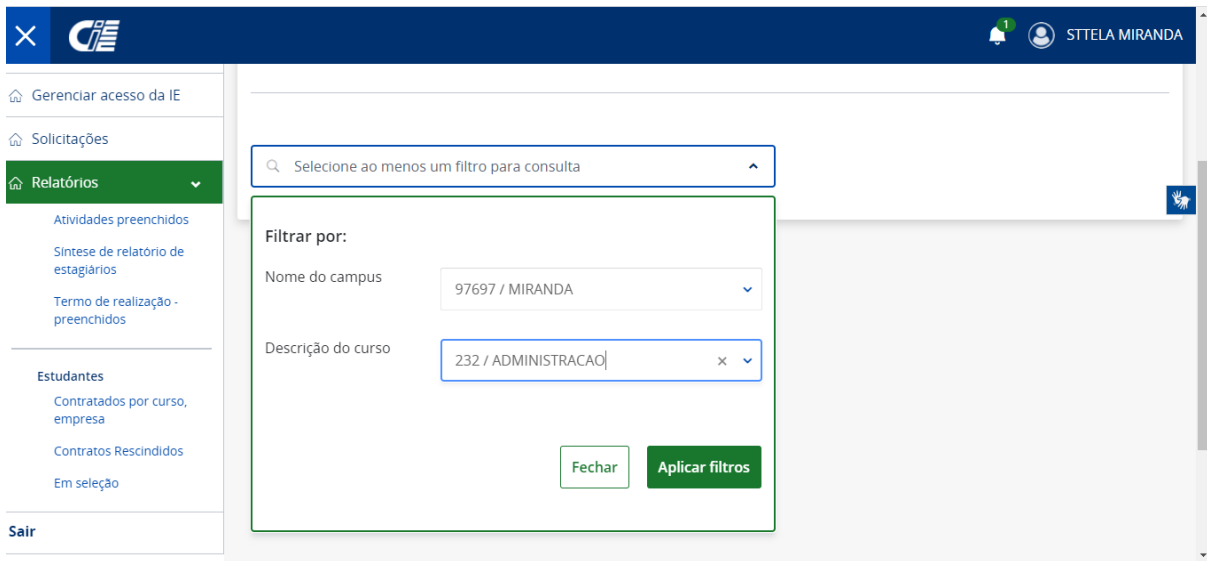 CIEE
1
STTELA MIRANDA
Gerenciar acesso da IE
Solicitações
Relatórios
Atividades preenchidos
Síntese de relatório de
estagiários
Termo de realização -
preenchidos
Estudantes
Contratados por curso,
empresa
Contratos Rescindidos
Em seleção
Sair
Selecione ao menos um filtro para consulta
Filtrar por:
Nome do campus
97697 / MIRANDA
Descrição do curso
232 / ADMINISTRACAO
Fechar
Aplicar filtros